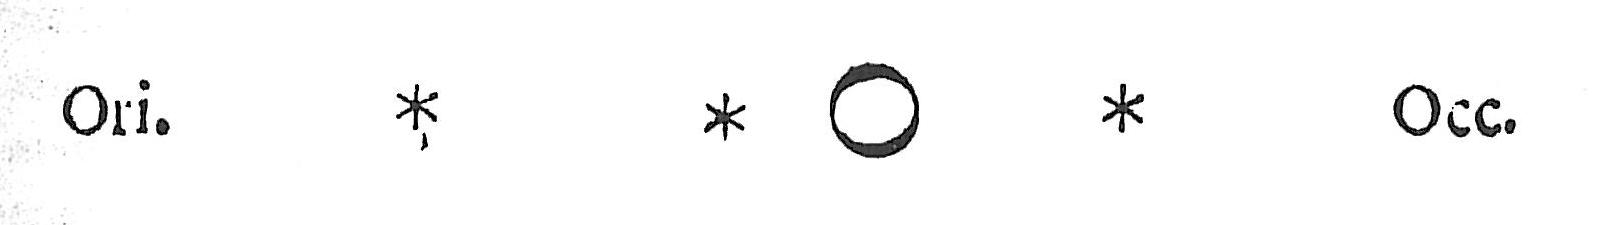 Ori. * * O * Occ.